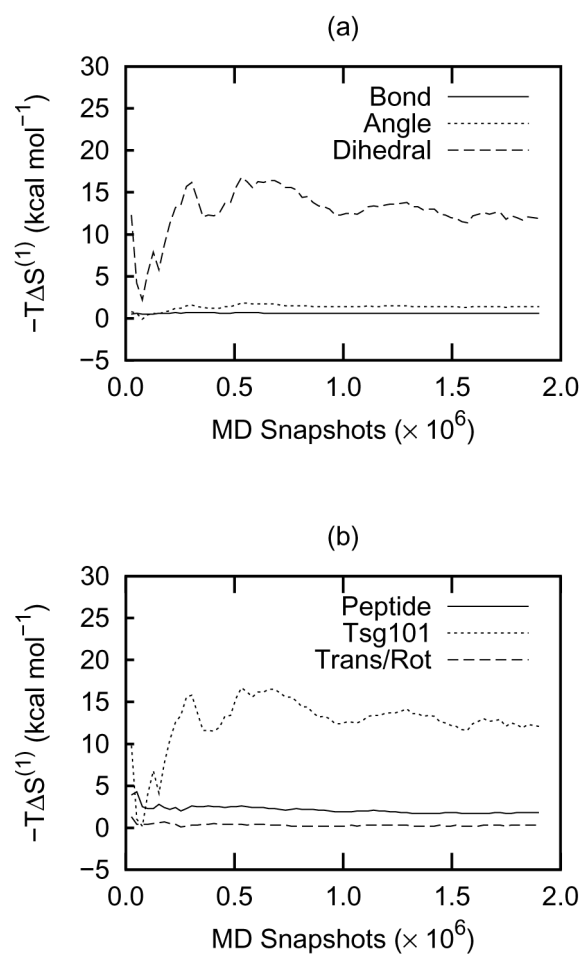 (a)
−TΔS⁽¹⁾ (kcal mol⁻¹)
30
25
20
15
10
5
0
−5
Bond
Angle
Dihedral
0.0 0.5 1.0 1.5 2.0
MD Snapshots (× 10⁶)
(b)
−TΔS⁽¹⁾ (kcal mol⁻¹)
30
25
20
15
10
5
0
−5
Peptide
Tsg101
Trans/Rot
0.0 0.5 1.0 1.5 2.0
MD Snapshots (× 10⁶)